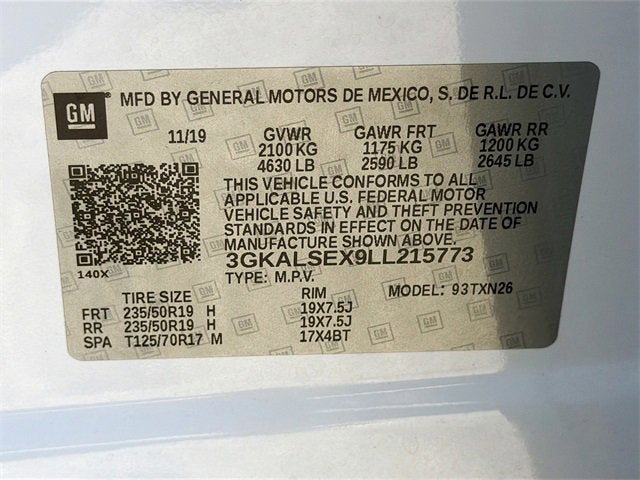 GM MFD BY GENERAL MOTORS DE MEXICO, S, DE R.L. DE C.V.
11/19 GVWR GAWR FRT GAWR RR
2100 KG 1175 KG 1200 KG
4630 LB 2590 LB 2645 LB
THIS VEHICLE CONFORMS TO ALL
APPLICABLE U.S. FEDERAL MOTOR
VEHICLE SAFETY AND THEFT PREVENTION
STANDARDS IN EFFECT ON DATE OF
MANUFACTURE SHOWN ABOVE.
140X 3GKALSEX9LL215773
TYPE: M.P.V. MODEL: 93TXN26
TIRE SIZE RIM
FRT 235/50R19 H 19X7.5J
RR 235/50R19 H 19X7.5J
SPA T125/70R17 M 17X4BT